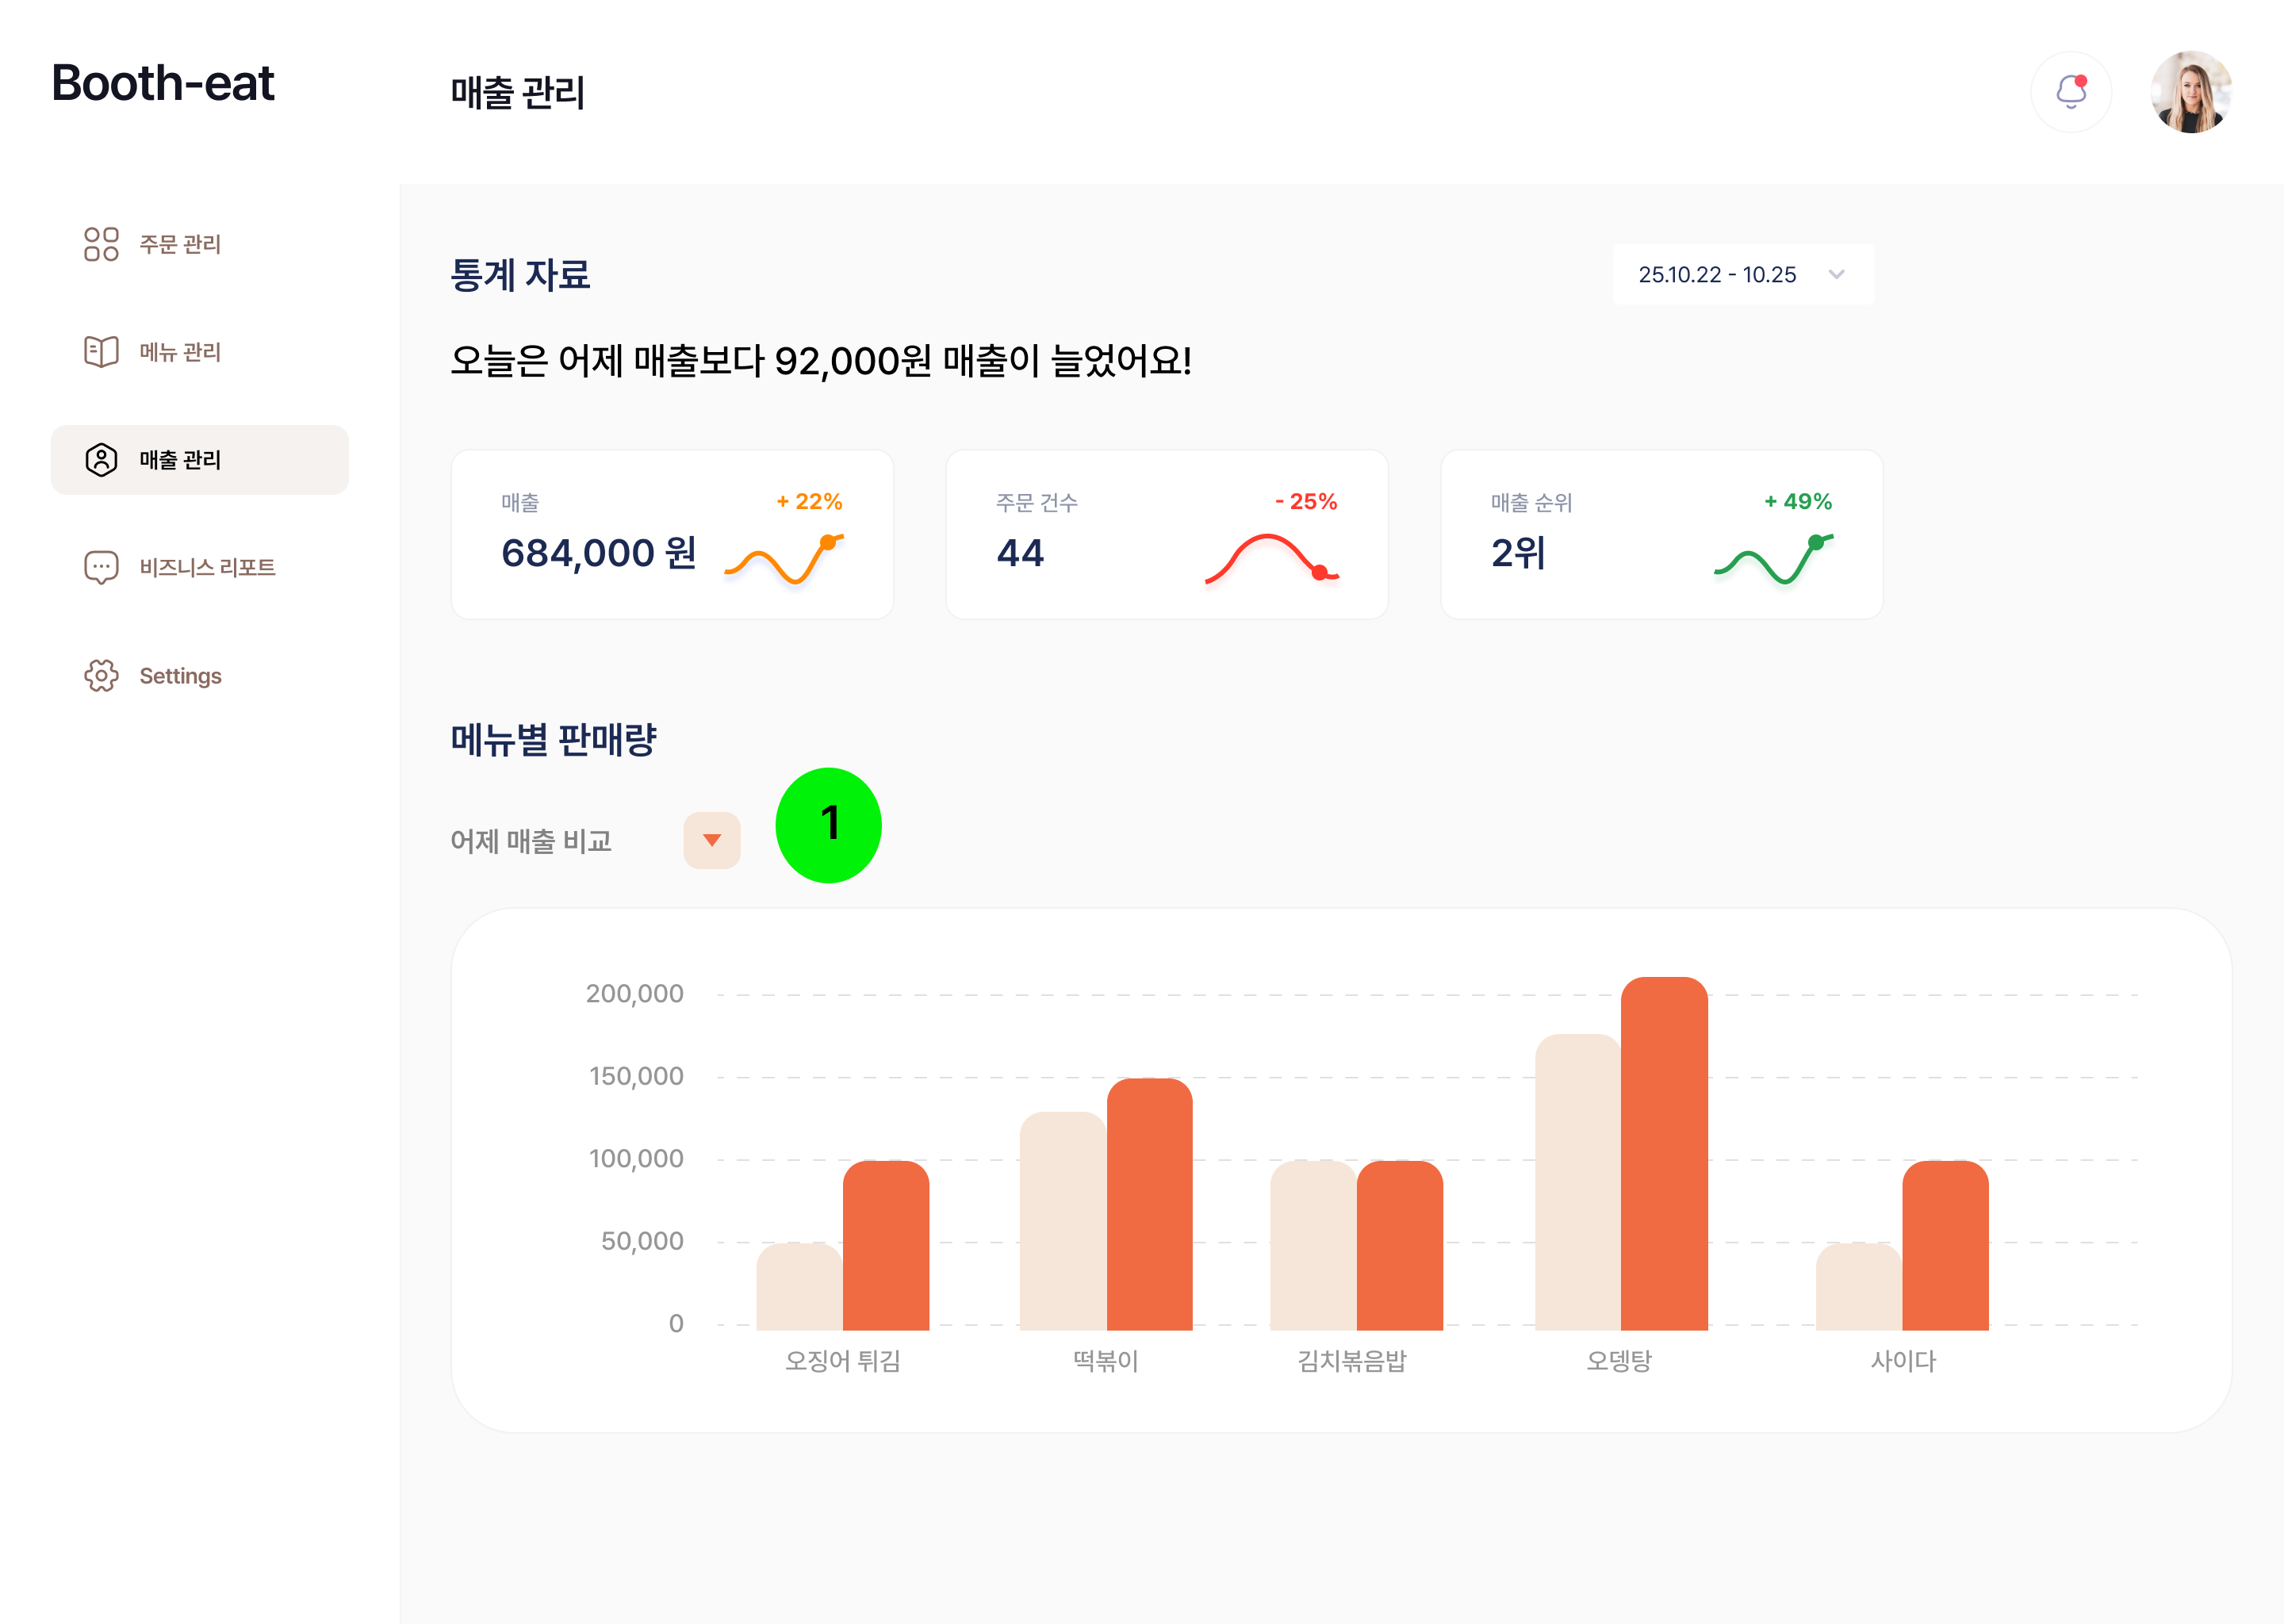 Booth-eat
매출 관리
주문 관리
메뉴 관리
매출 관리
비즈니스 리포트
Settings
통계 자료
25.10.22 - 10.25
오늘은 어제 매출보다 92,000원 매출이 늘었어요!
매출
+ 22%
684,000 원
주문 건수
- 25%
44
매출 순위
+ 49%
2위
메뉴별 판매량
어제 매출 비교
1
200,000
150,000
100,000
50,000
0
오징어 튀김
떡볶이
김치볶음밥
오뎅탕
사이다